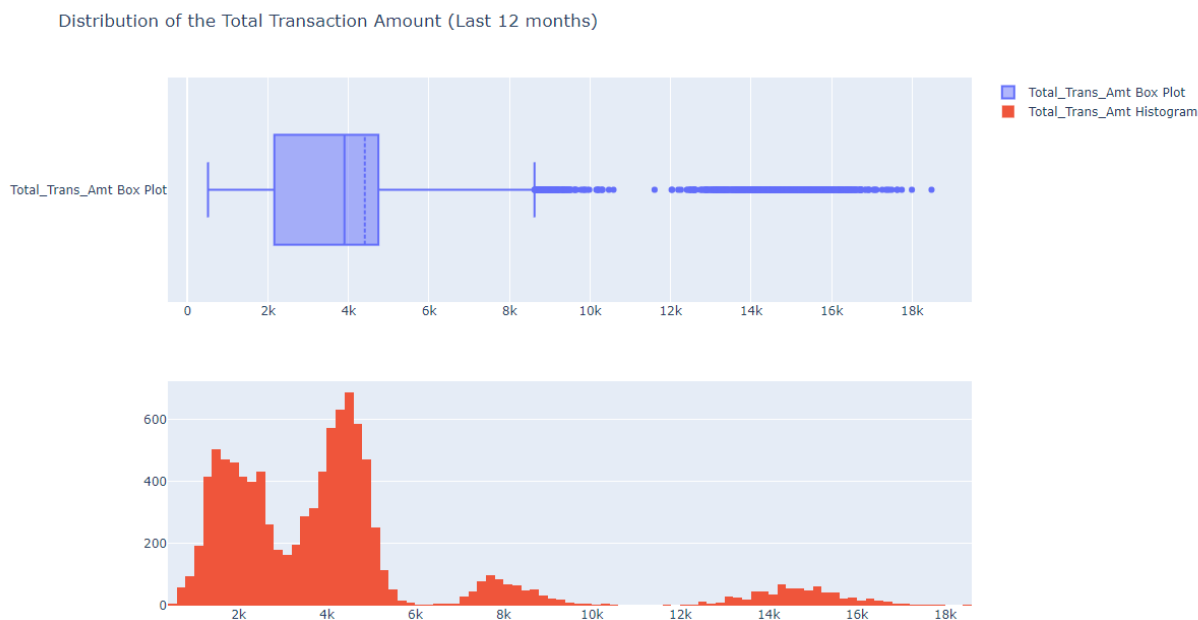 Distribution of the Total Transaction Amount (Last 12 months)
Total_Trans_Amt Box Plot
Total_Trans_Amt Histogram
Total_Trans_Amt Box Plot
0 2k 4k 6k 8k 10k 12k 14k 16k 18k
600
400
200
0
2k 4k 6k 8k 10k 12k 14k 16k 18k